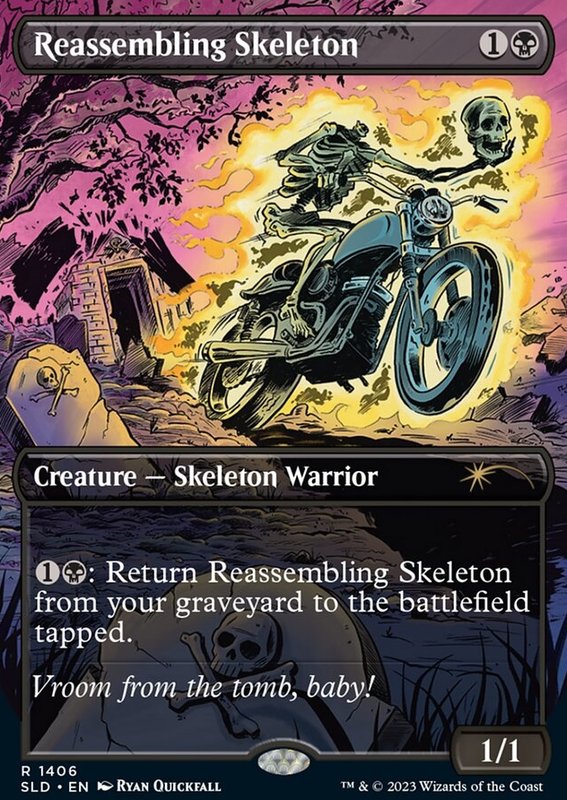 Reassembling Skeleton 1
Creature — Skeleton Warrior
1: Return Reassembling Skeleton
from your graveyard to the battlefield
tapped.
Vroom from the tomb, baby!
1/1
R 1406
SLD • EN Ryan Quickfall
™ & © 2023 Wizards of the Coast